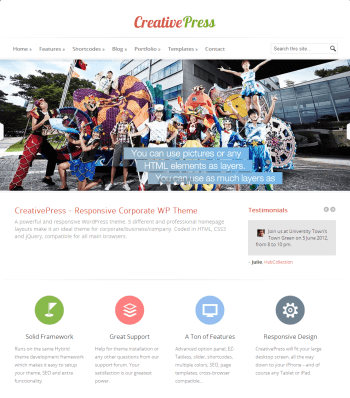 CreativePress
Home » Features » Shortcodes » Blog » Portfolio » Templates » Contact
Search this site...
You can use pictures or any
HTML elements as layers.
You can use as much layers as
CreativePress - Responsive Corporate WP Theme
A powerful and responsive WordPress theme. 5 different and professional homepage
layouts make it an ideal theme for corporate/business/company. Coded in HTML, CSS3
and jQuery, compatible for all main browsers.
Testimonials
Join us at University Town's
Town Green on 5 June 2012,
from 8 to 10 pm.
- Julie HubCollection
Solid Framework
Runs on the same Hybrid
theme development framework
which makes it easy to setup
your theme, SEO and extra
functionality.
Great Support
Help for theme installation or
any other questions from our
support forum. Your
satisfaction is our greatest
power.
A Ton of Features
Advanced option panel, EZ
Tables, slider, shortcodes,
multiple colors, SEO, page
templates, cross-browser
compatible...
Responsive Design
CreativePress will fit your large
desktop screen, all the way
down to your iPhone - and of
course any Tablet or iPad.